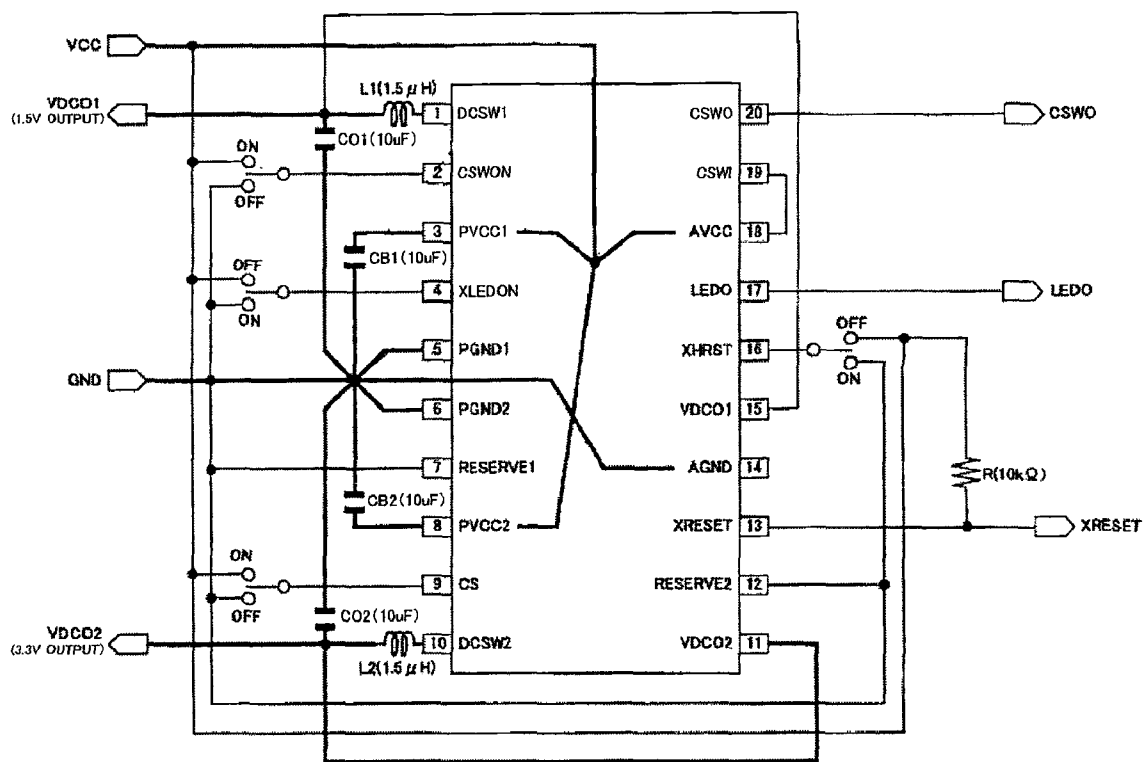 VCC
VDCO1
(1.5V OUTPUT)
L1(1.5μH)
CO1(10uF)
ON
OFF
CB1(10uF)
OFF
ON
GND
CB2(10uF)
ON
OFF
CO2(10uF)
VDCO2
(3.3V OUTPUT)
L2(1.5μH)
1 DCSW1
2 CSWON
3 PVCC1
4 XLEDON
5 PGND1
6 PGND2
7 RESERVE1
8 PVCC2
9 CS
10 DCSW2
CSWO 20
CSWI 19
AVCC 18
LEDO 17
XHRST 16
VDCO1 15
AGND 14
XRESET 13
RESERVE2 12
VDCO2 11
CSWO
LEDO
OFF
ON
R(10kΩ)
XRESET